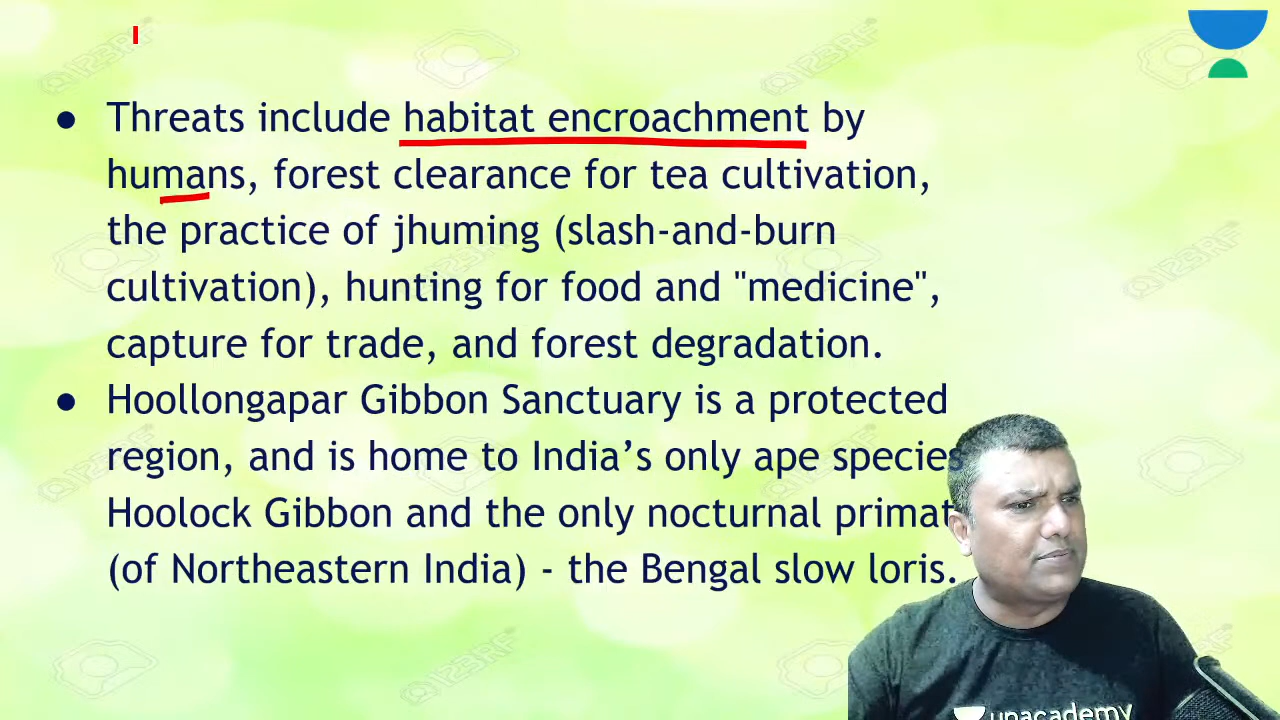 ● Threats include habitat encroachment by
humans, forest clearance for tea cultivation,
the practice of jhuming (slash-and-burn
cultivation), hunting for food and "medicine",
capture for trade, and forest degradation.
● Hoollongapar Gibbon Sanctuary is a protected
region, and is home to India’s only ape species
Hoolock Gibbon and the only nocturnal primat
(of Northeastern India) - the Bengal slow loris.
unacademy
123RF